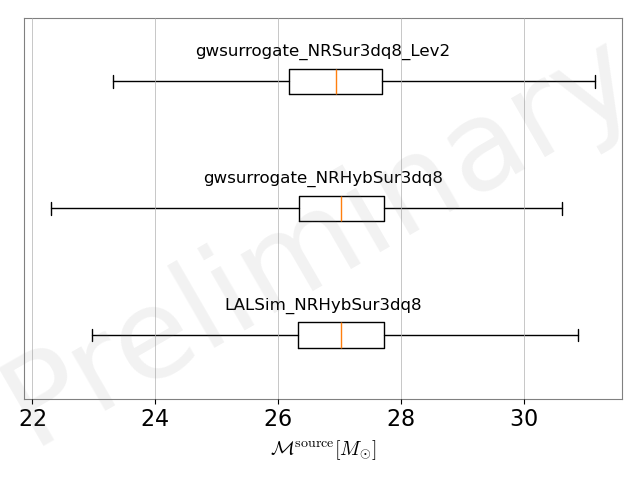 gwsurrogate_NRSur3dq8_Lev2
gwsurrogate_NRHybSur3dq8
LALSim_NRHybSur3dq8
Preliminary
22 24 26 28 30
ℳ^source [M_⊙]